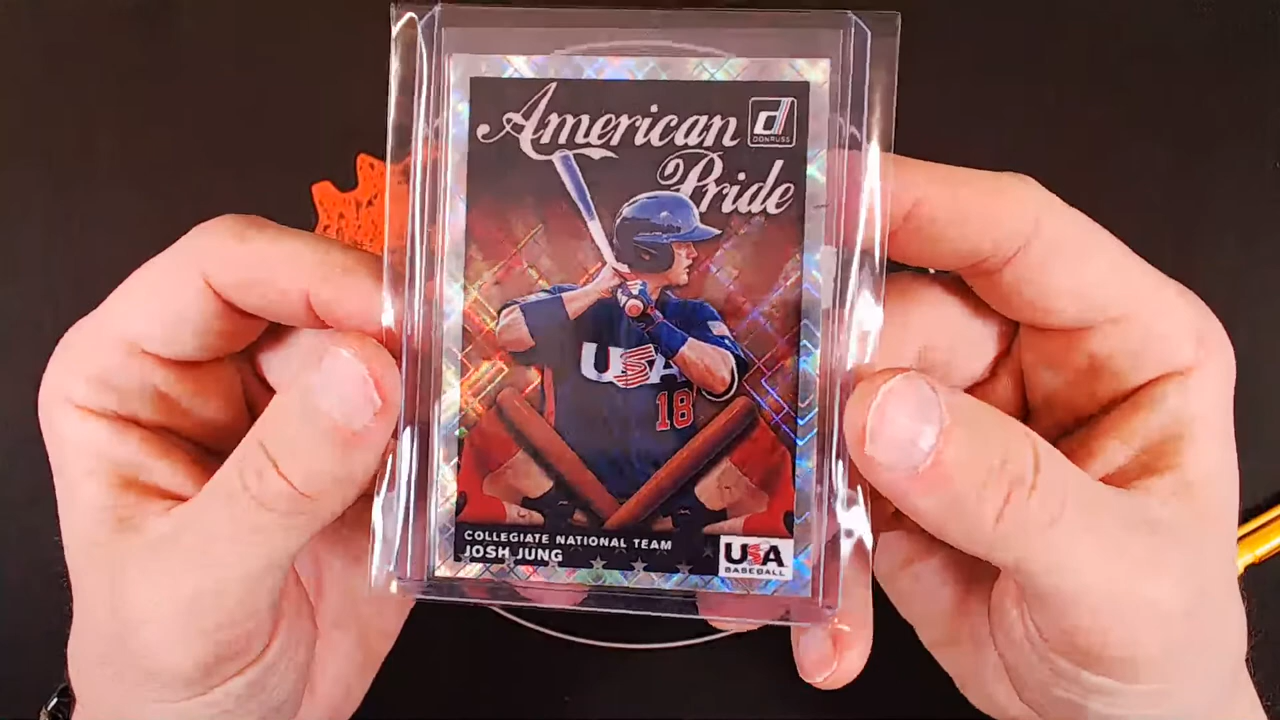 American
Pride
DONRUSS
USA
18
COLLEGIATE NATIONAL TEAM
JOSH JUNG
USA
BASEBALL